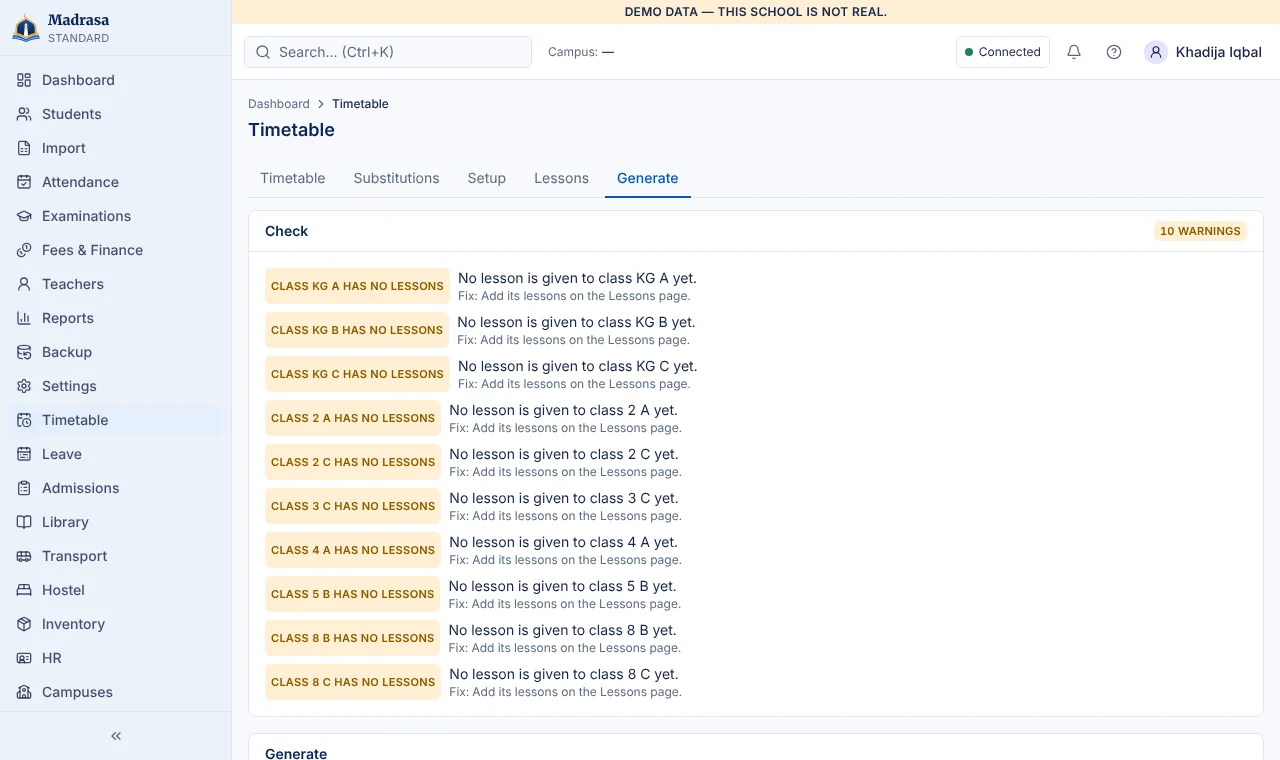 DEMO DATA — THIS SCHOOL IS NOT REAL.
Madrasa
STANDARD
Search... (Ctrl+K)
Campus: —
Connected
Khadija Iqbal
Dashboard
Students
Import
Attendance
Examinations
Fees & Finance
Teachers
Reports
Backup
Settings
Timetable
Leave
Admissions
Library
Transport
Hostel
Inventory
HR
Campuses
Dashboard > Timetable
Timetable
Timetable Substitutions Setup Lessons Generate
Check
10 WARNINGS
CLASS KG A HAS NO LESSONS
No lesson is given to class KG A yet.
Fix: Add its lessons on the Lessons page.
CLASS KG B HAS NO LESSONS
No lesson is given to class KG B yet.
Fix: Add its lessons on the Lessons page.
CLASS KG C HAS NO LESSONS
No lesson is given to class KG C yet.
Fix: Add its lessons on the Lessons page.
CLASS 2 A HAS NO LESSONS
No lesson is given to class 2 A yet.
Fix: Add its lessons on the Lessons page.
CLASS 2 C HAS NO LESSONS
No lesson is given to class 2 C yet.
Fix: Add its lessons on the Lessons page.
CLASS 3 C HAS NO LESSONS
No lesson is given to class 3 C yet.
Fix: Add its lessons on the Lessons page.
CLASS 4 A HAS NO LESSONS
No lesson is given to class 4 A yet.
Fix: Add its lessons on the Lessons page.
CLASS 5 B HAS NO LESSONS
No lesson is given to class 5 B yet.
Fix: Add its lessons on the Lessons page.
CLASS 8 B HAS NO LESSONS
No lesson is given to class 8 B yet.
Fix: Add its lessons on the Lessons page.
CLASS 8 C HAS NO LESSONS
No lesson is given to class 8 C yet.
Fix: Add its lessons on the Lessons page.
Generate